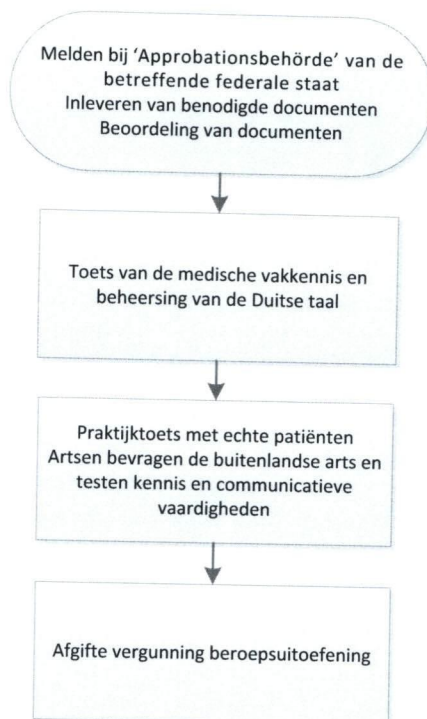 Melden bij ‘Approbationsbehörde’ van de
betreffende federale staat
Inleveren van benodigde documenten
Beoordeling van documenten
Toets van de medische vakkennis en
beheersing van de Duitse taal
Praktijktoets met echte patiënten
Artsen bevragen de buitenlandse arts en
testen kennis en communicatieve
vaardigheden
Afgifte vergunning beroepsuitoefening